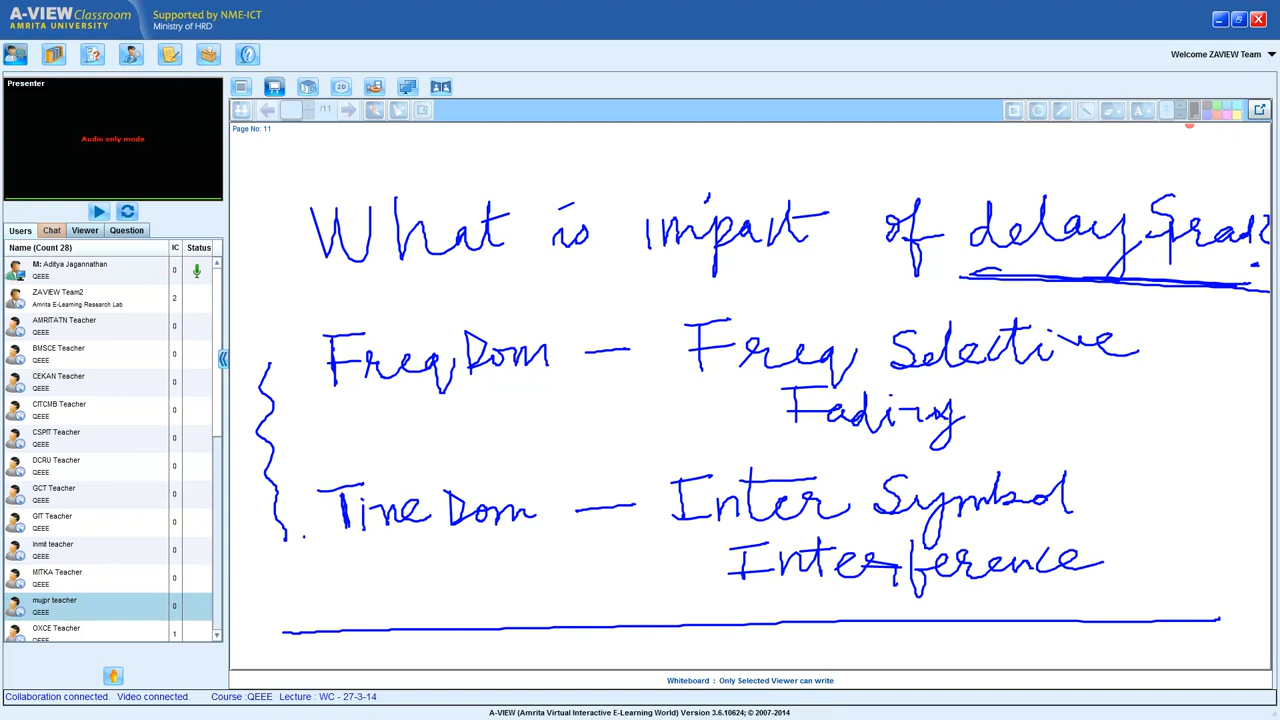 A-VIEW Classroom
AMRITA UNIVERSITY
Supported by NME-ICT
Ministry of HRD
Welcome ZAVIEW Team
Presenter
Audio only mode
Users Chat Viewer Question
Name (Count 28) IC Status
M: Aditya Jagannathan 0
QEEE
ZAVIEW Team2 2
Amrita E-Learning Research Lab
AMRITATN Teacher 0
QEEE
BMSCE Teacher 0
QEEE
CEKAN Teacher 0
QEEE
CITCMB Teacher 0
QEEE
CSPIT Teacher 0
QEEE
DCRU Teacher 0
QEEE
GCT Teacher 0
QEEE
GIT Teacher 0
QEEE
Inmit teacher 0
QEEE
MITKA Teacher 0
QEEE
mujpr teacher 0
QEEE
OXCE Teacher 1
QEEE
2D
/11
A
2
Page No: 11
What is impact of delay Spread
Freq Dom — Freq Selective
Fading
Time Dom — Inter Symbol
Interference
Whiteboard : Only Selected Viewer can write
Collaboration connected. Video connected. Course :QEEE Lecture : WC - 27-3-14
A-VIEW (Amrita Virtual Interactive E-Learning World) Version 3.6.10624; © 2007-2014